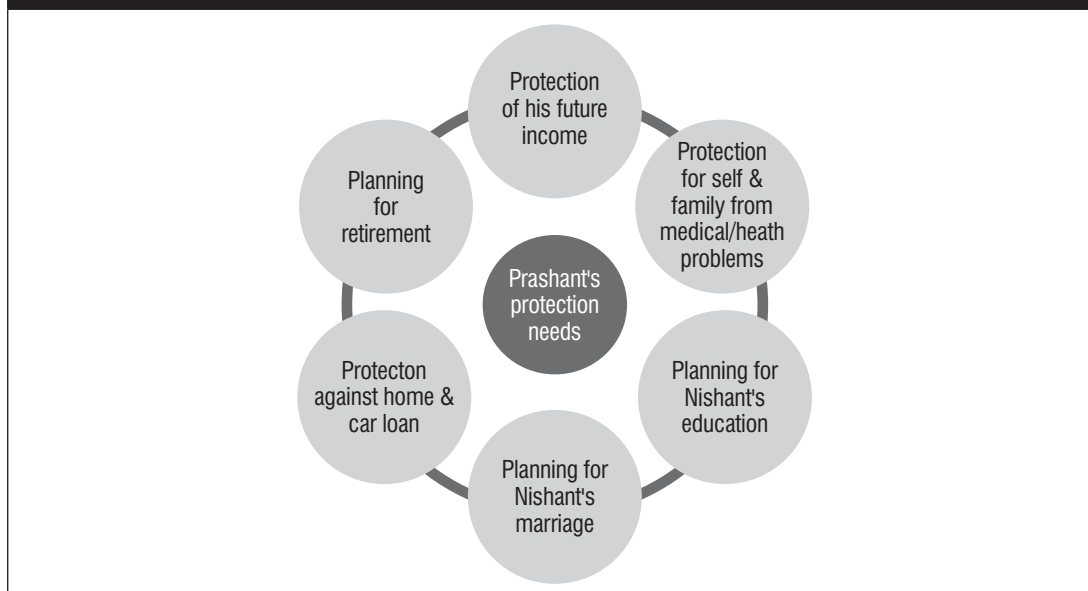 Protection
of his future
income
Protection
for self &
family from
medical/heath
problems
Planning for
Nishant's
education
Planning for
Nishant's
marriage
Protecton
against home &
car loan
Planning
for
retirement
Prashant's
protection
needs